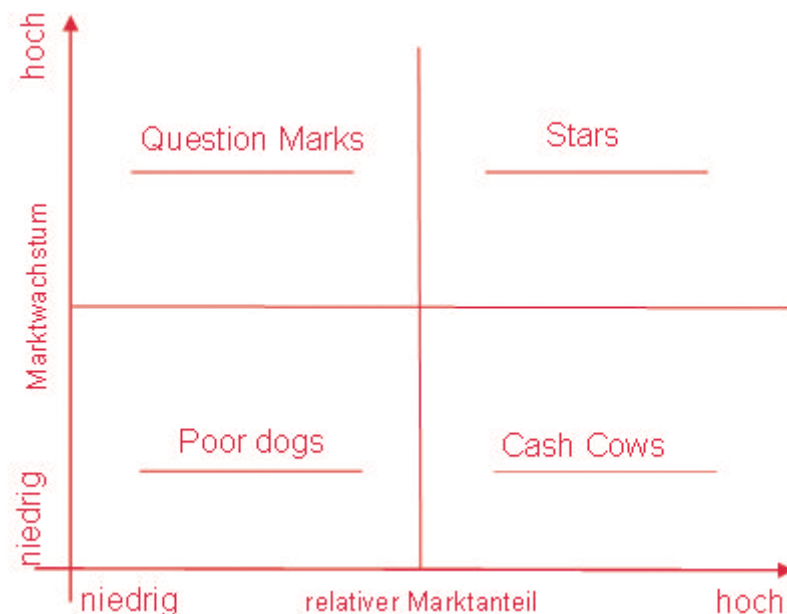 hoch
Question Marks
Stars
Marktwachstum
Poor dogs
Cash Cows
niedrig
niedrig
relativer Marktanteil
hoch